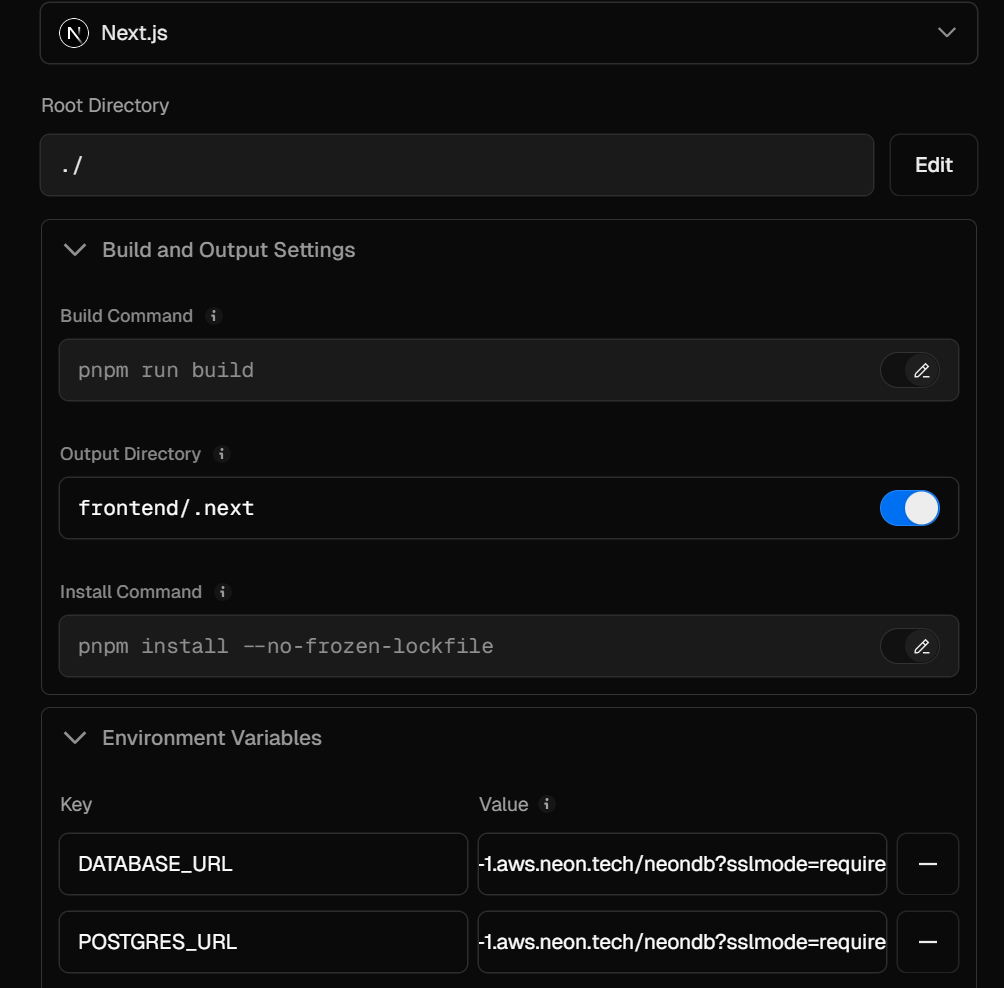 Next.js
Root Directory
./
Edit
Build and Output Settings
Build Command
pnpm run build
Output Directory
frontend/.next
Install Command
pnpm install --no-frozen-lockfile
Environment Variables
Key Value
DATABASE_URL -1.aws.neon.tech/neondb?sslmode=require
POSTGRES_URL -1.aws.neon.tech/neondb?sslmode=require